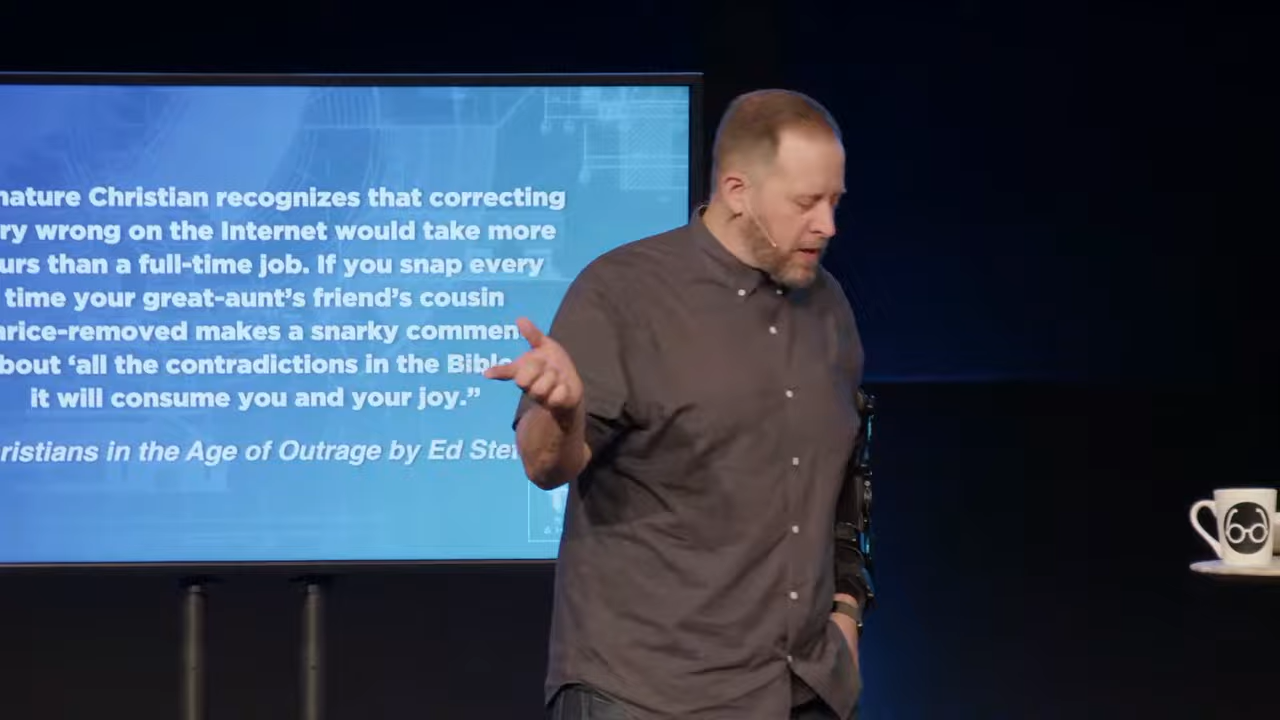 mature Christian recognizes that correcting
ry wrong on the Internet would take more
urs than a full-time job. If you snap every
time your great-aunt’s friend’s cousin
hrice-removed makes a snarky commen
bout ‘all the contradictions in the Bible
it will consume you and your joy.”
ristians in the Age of Outrage by Ed Ste